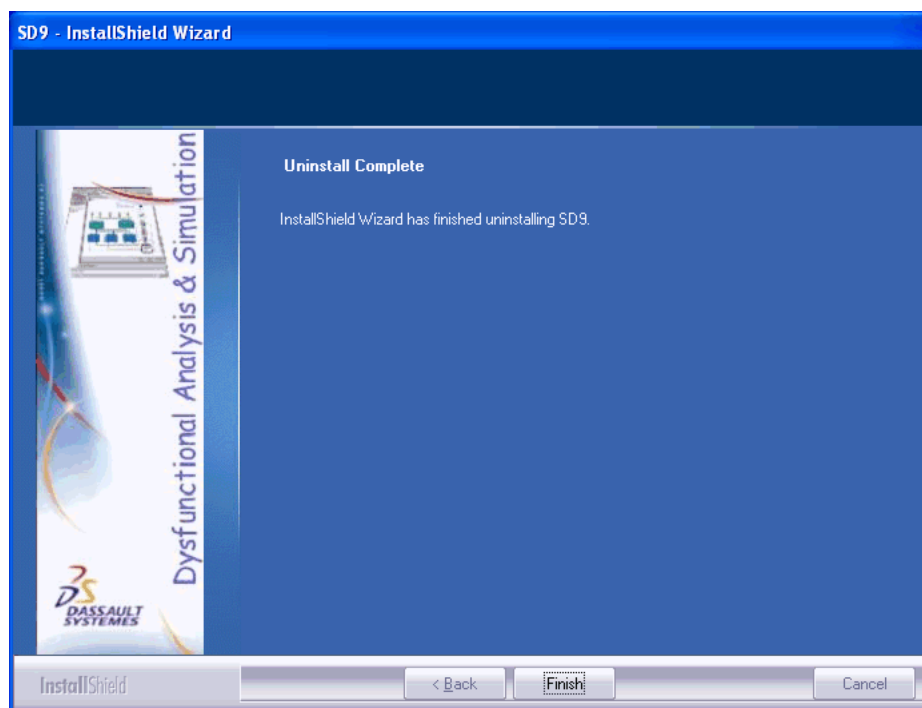 SD9 - InstallShield Wizard
Dysfunctional Analysis & Simulation
Uninstall Complete
InstallShield Wizard has finished uninstalling SD9.
DASSAULT
SYSTEMES
InstallShield
< Back
Finish
Cancel